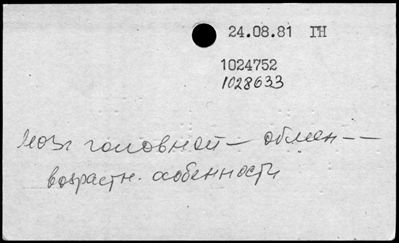 24.08.81 ГН
1024752
1028633
Мозг головной — обмен --
возрастн. особенности